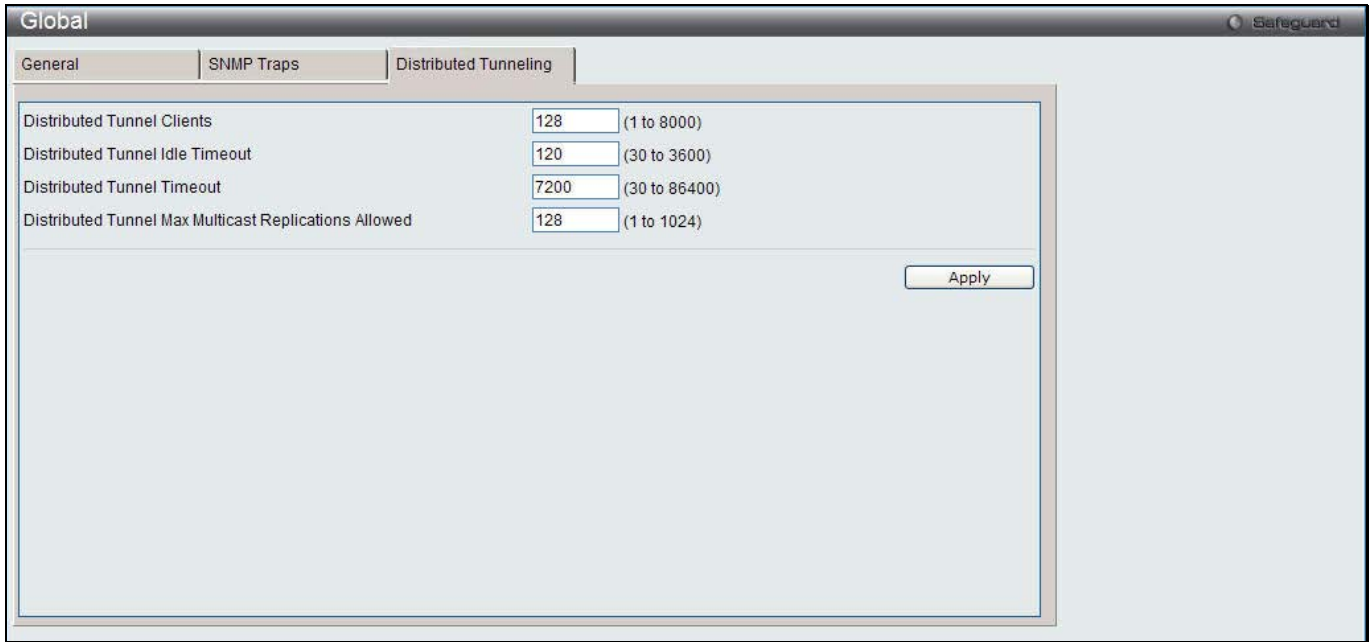 Global
Safeguard
General SNMP Traps Distributed Tunneling
Distributed Tunnel Clients 128 (1 to 8000)
Distributed Tunnel Idle Timeout 120 (30 to 3600)
Distributed Tunnel Timeout 7200 (30 to 86400)
Distributed Tunnel Max Multicast Replications Allowed 128 (1 to 1024)
Apply